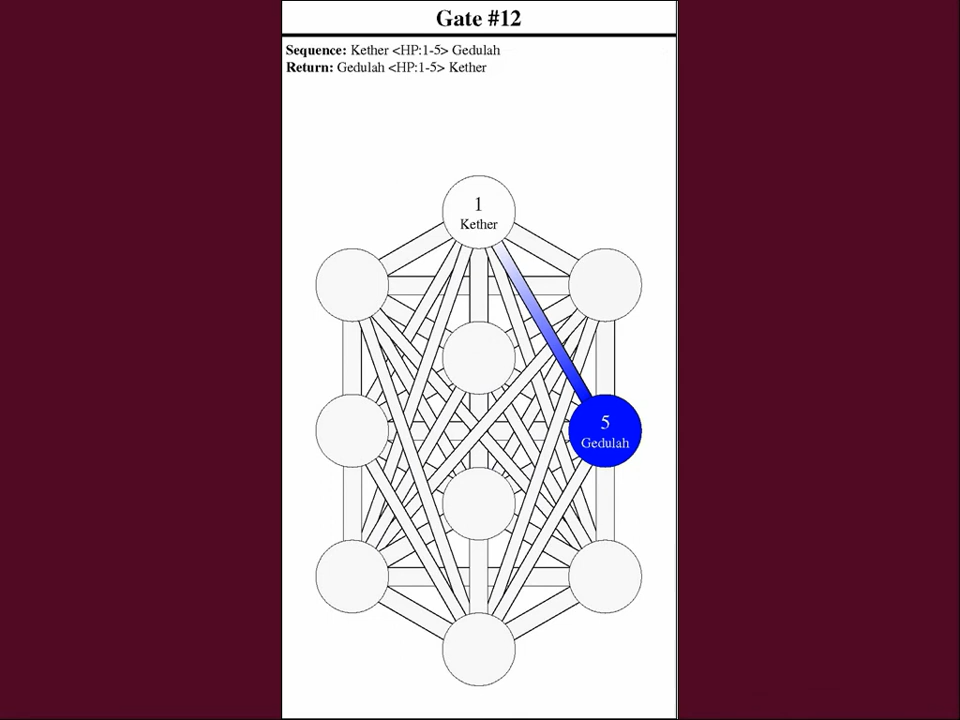 Gate #12
Sequence: Kether <HP:1-5> Gedulah
Return: Gedulah <HP:1-5> Kether
1
Kether
5
Gedulah